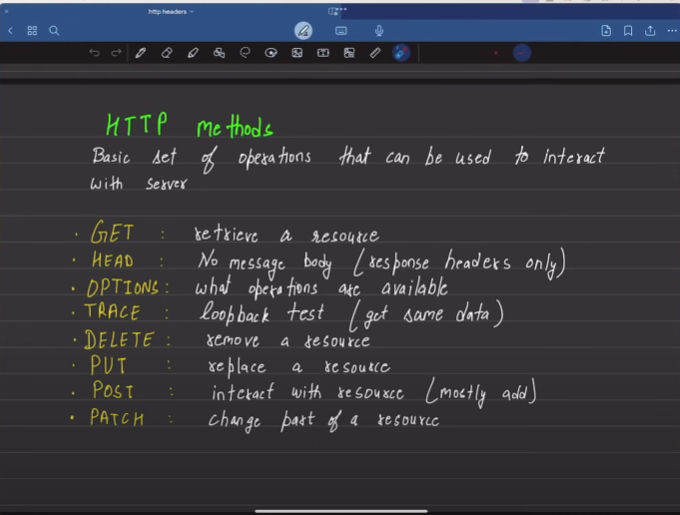 http headers
HTTP methods
Basic set of operations that can be used to interact
with server
· GET : retrieve a resource
· HEAD : No message body (response headers only)
· OPTIONS : what operations are available
· TRACE : loopback test (get same data)
· DELETE : remove a resource
· PUT : replace a resource
· POST : interact with resource (mostly add)
· PATCH : change part of a resource